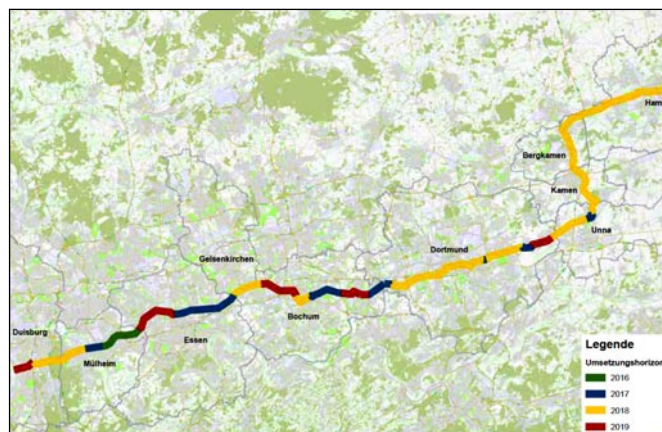 Ham
Bergkamen
Kamen
Unna
Dortmund
Gelsenkirchen
Bochum
Duisburg
Essen
Mülheim
Legende
Umsetzungshorizon
2016
2017
2018
2019